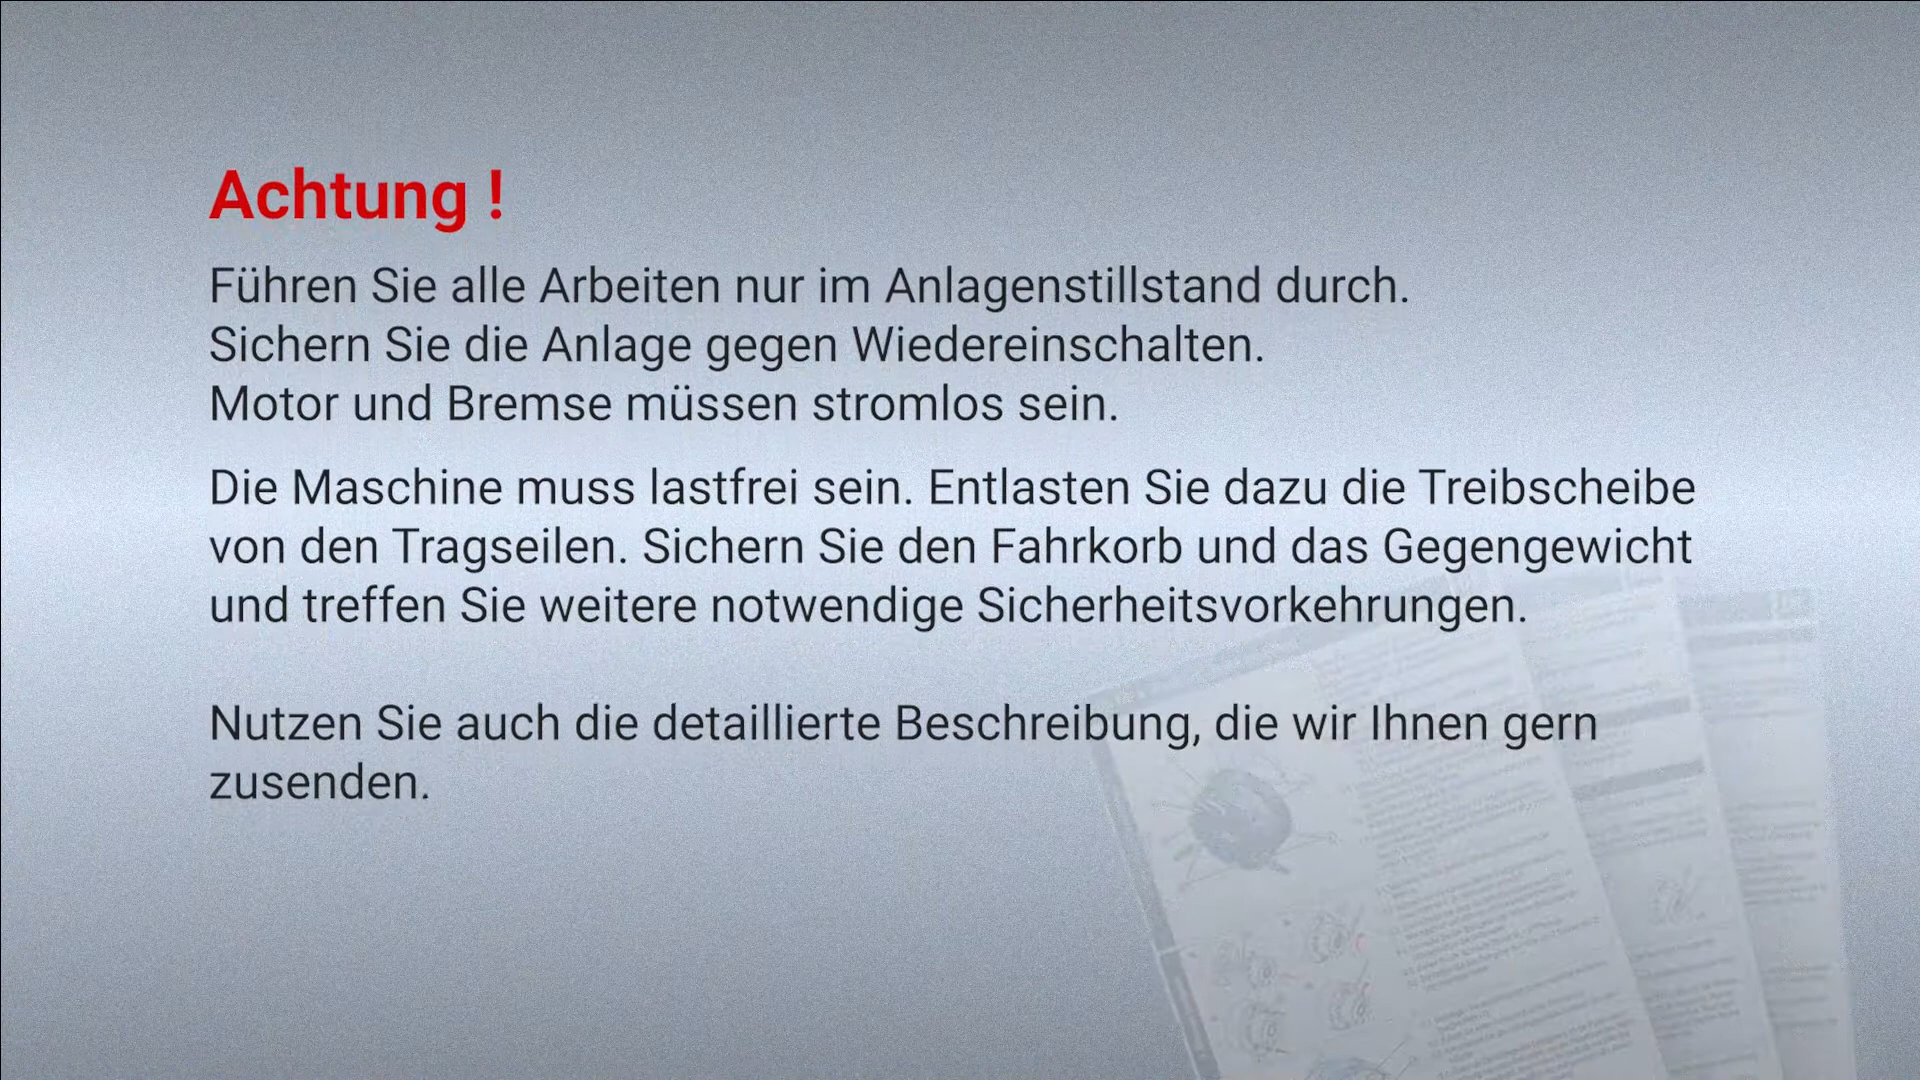 Achtung !
Führen Sie alle Arbeiten nur im Anlagenstillstand durch.
Sichern Sie die Anlage gegen Wiedereinschalten.
Motor und Bremse müssen stromlos sein.
Die Maschine muss lastfrei sein. Entlasten Sie dazu die Treibscheibe
von den Tragseilen. Sichern Sie den Fahrkorb und das Gegengewicht
und treffen Sie weitere notwendige Sicherheitsvorkehrungen.
Nutzen Sie auch die detaillierte Beschreibung, die wir Ihnen gern
zusenden.